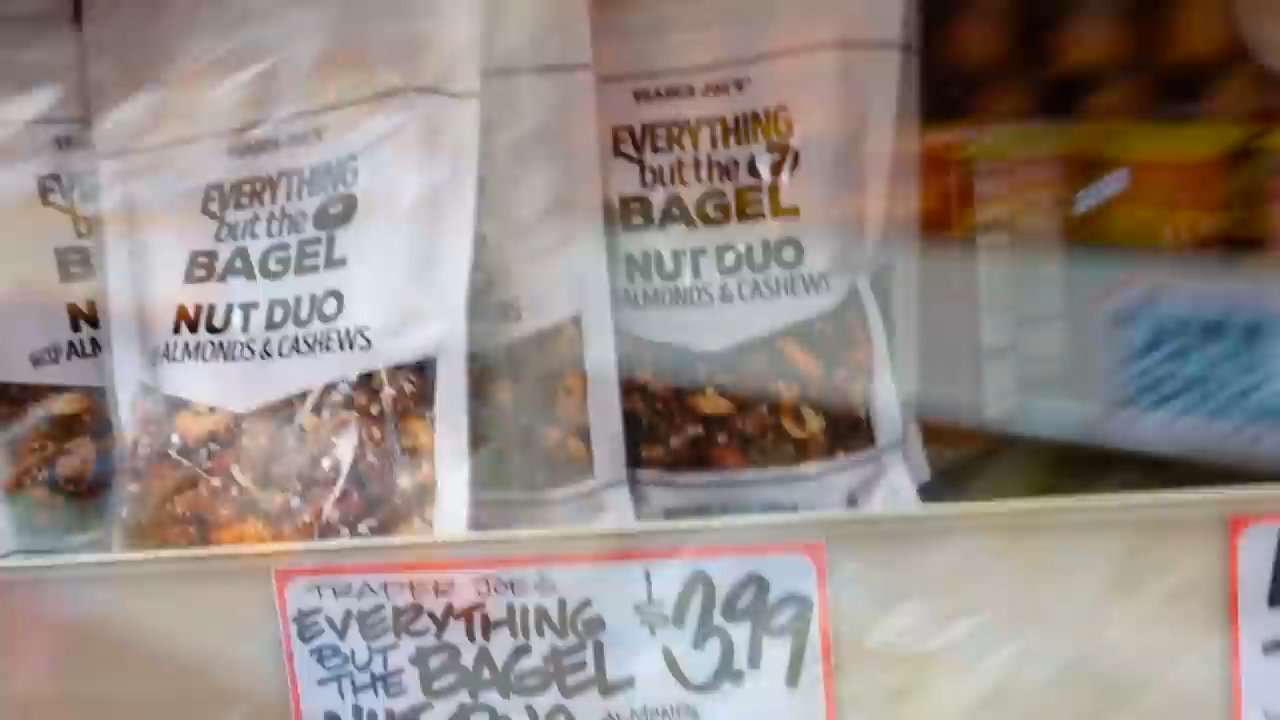 EVERYTHING
but the
BAGEL
NUT DUO
ALMONDS & CASHEWS
TRADER JOE'S
EVERYTHING
but the
BAGEL
NUT DUO
ALMONDS & CASHEWS
TRADER JOE'S
EVERYTHING
BUT
THE BAGEL
$3.99